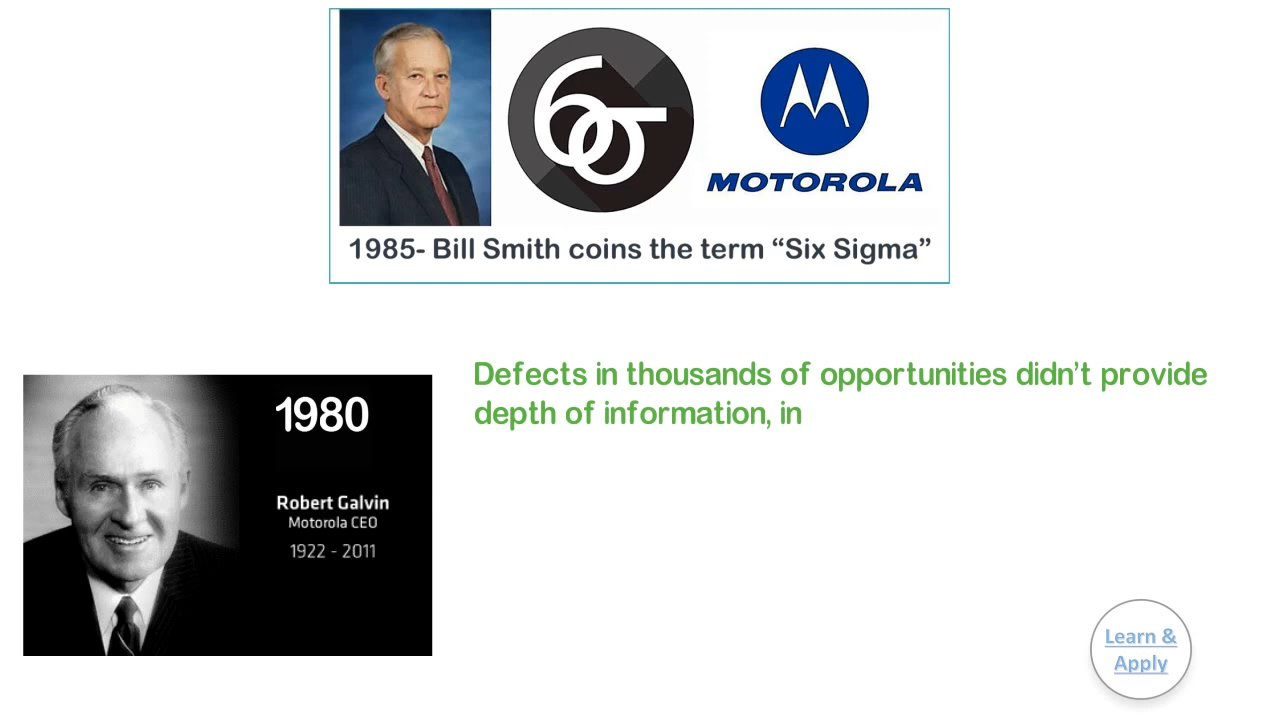 6σ
MOTOROLA
1985- Bill Smith coins the term “Six Sigma”
Defects in thousands of opportunities didn’t provide
depth of information, in
1980
Robert Galvin
Motorola CEO
1922 - 2011
Learn &
Apply